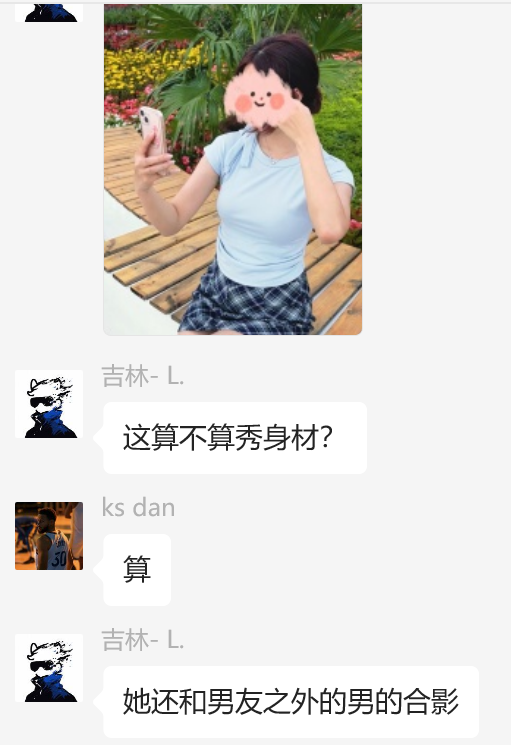 吉林- L.
这算不算秀身材?
ks dan
30
算
吉林- L.
她还和男友之外的男的合影